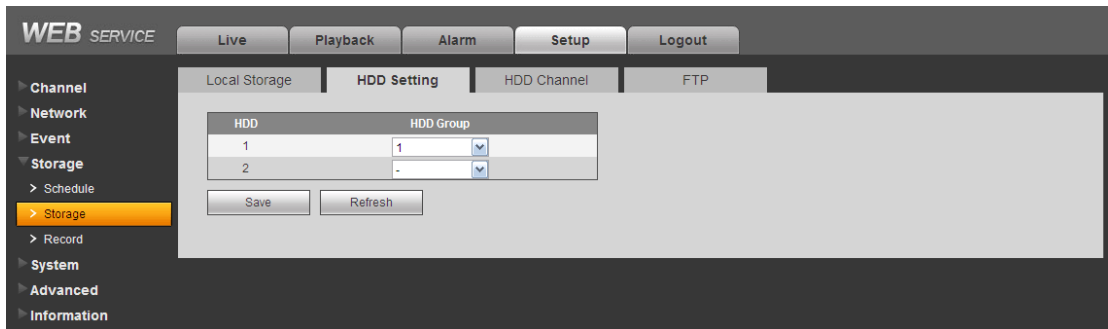 WEB SERVICE
Live Playback Alarm Setup Logout
Local Storage HDD Setting HDD Channel FTP
Channel
Network
Event
Storage
> Schedule
> Storage
> Record
System
Advanced
Information
HDD HDD Group
1 1
2 -
Save Refresh